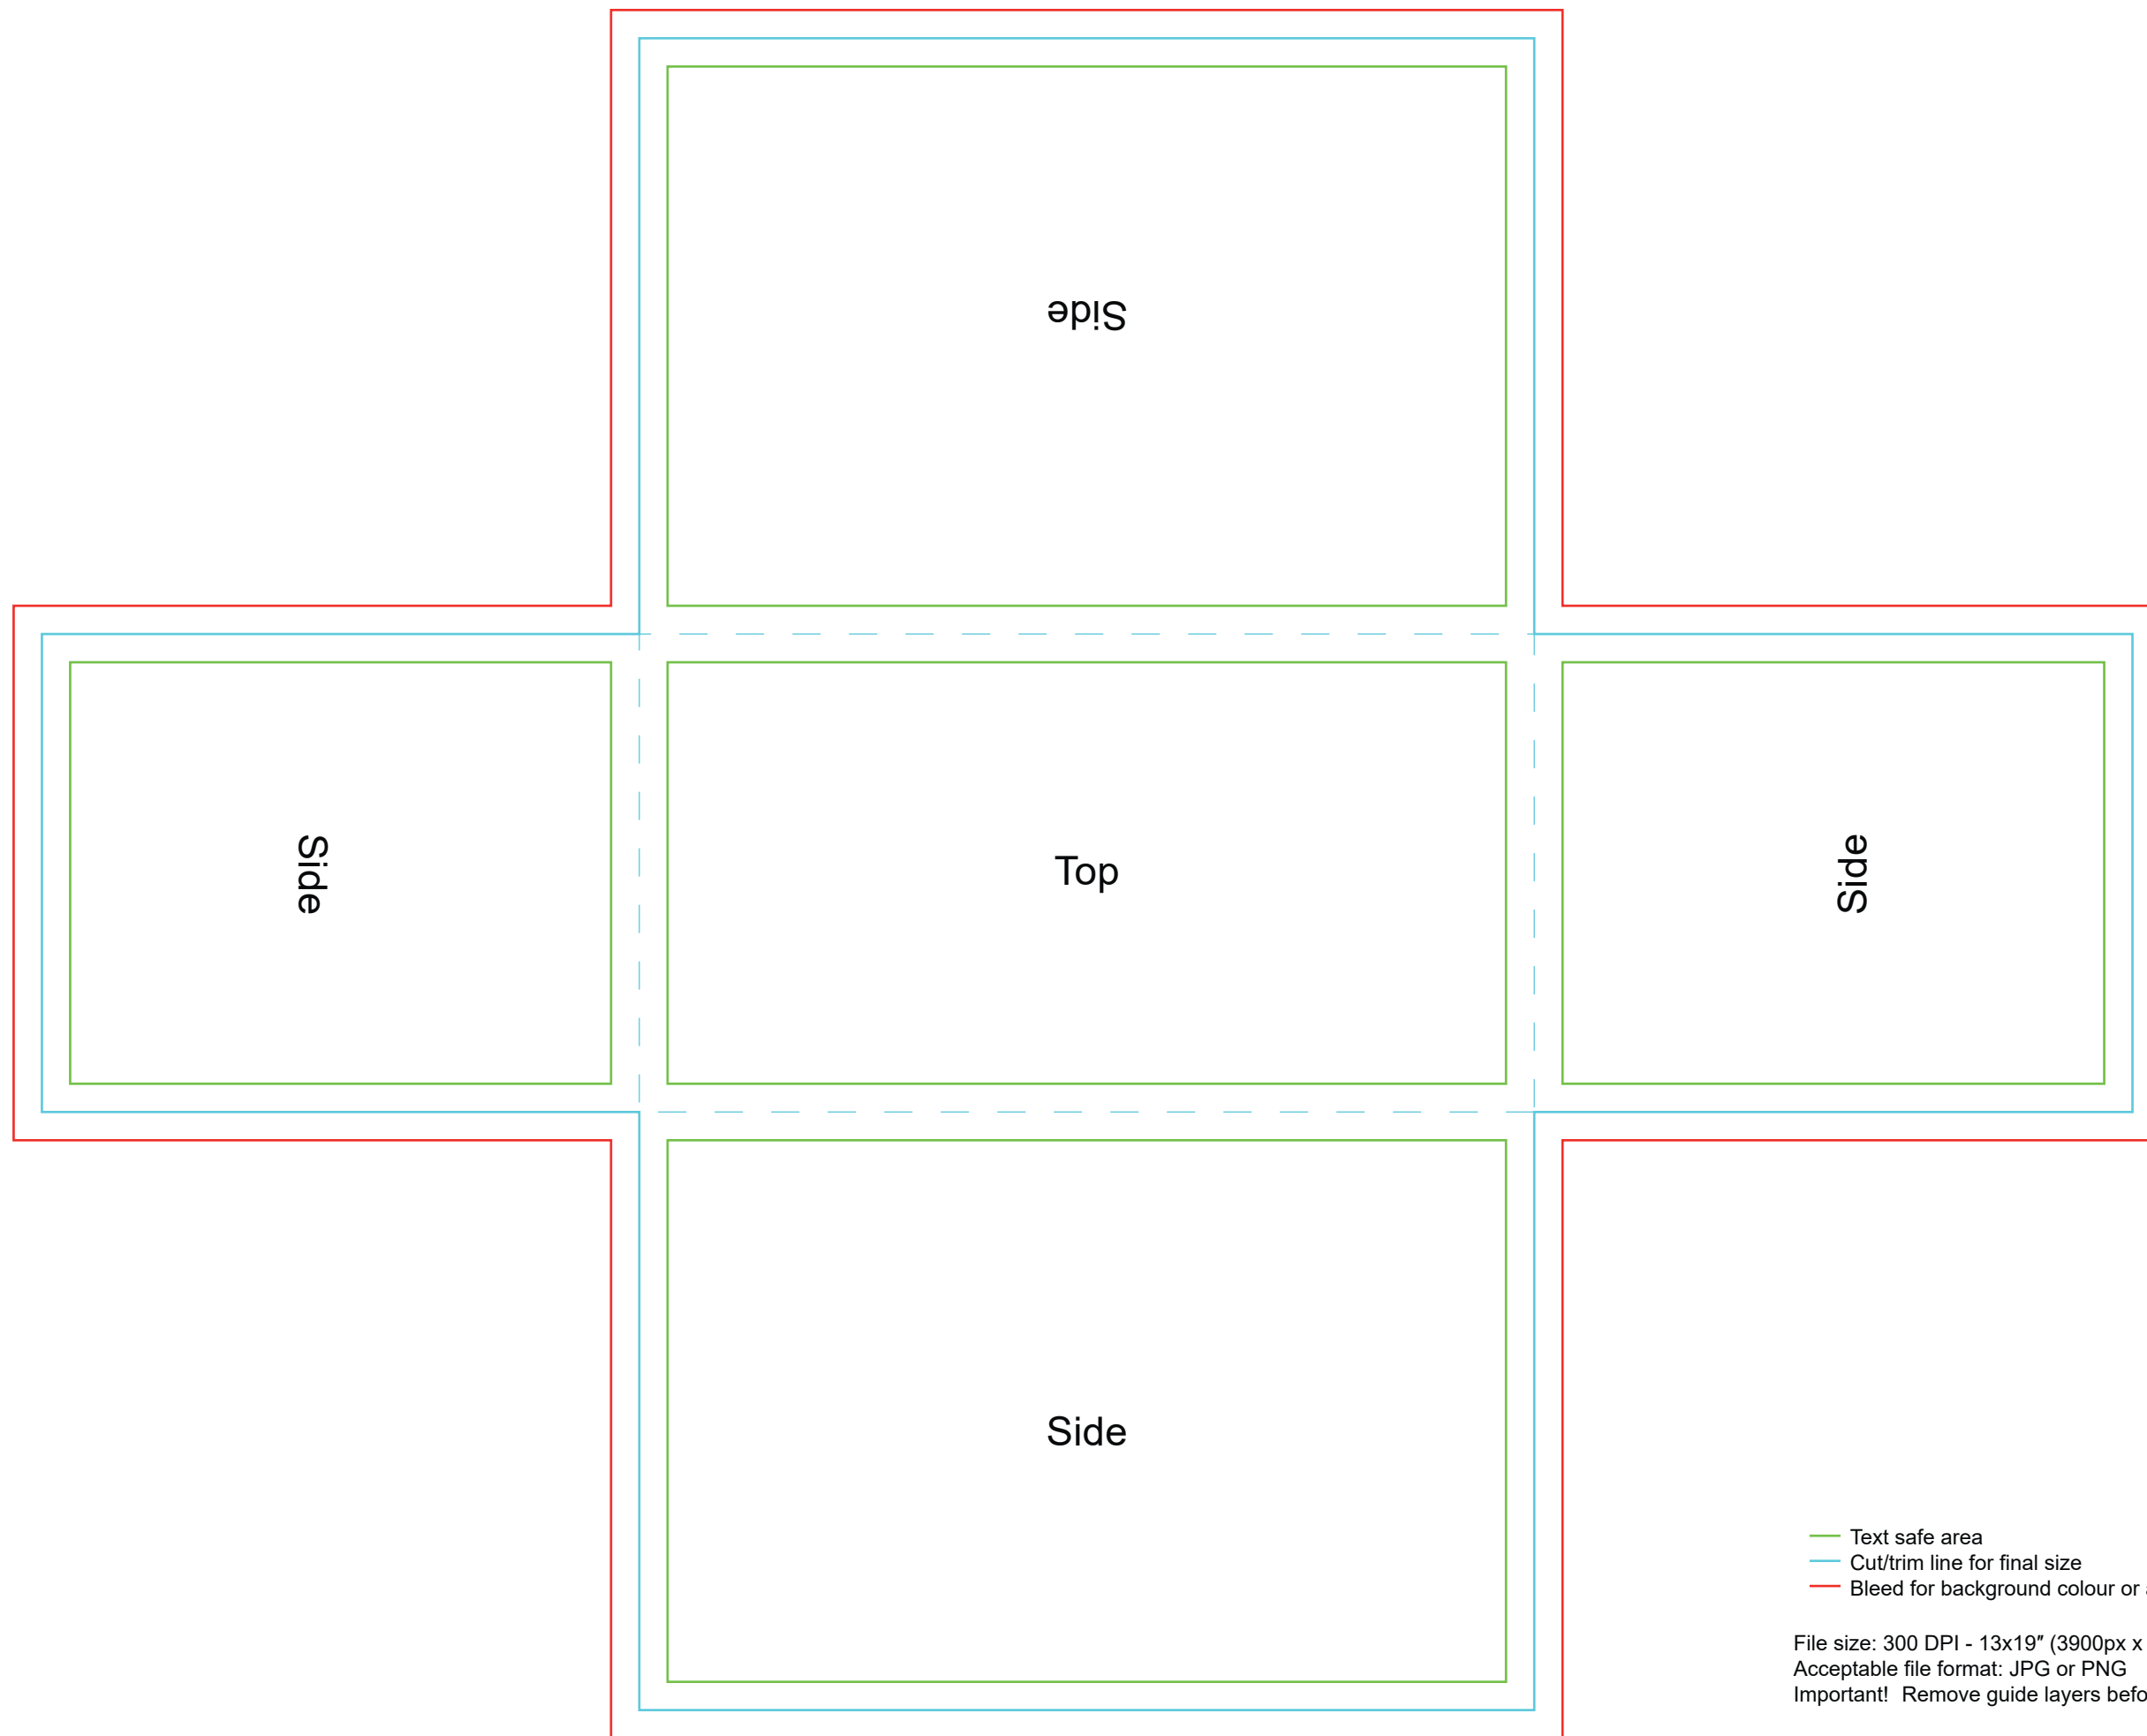 Side
Side
Top
Side
Side
Text safe area
Cut/trim line for final size
Bleed for background colour or
File size: 300 DPI - 13x19″ (3900px x
Acceptable file format: JPG or PNG
Important! Remove guide layers